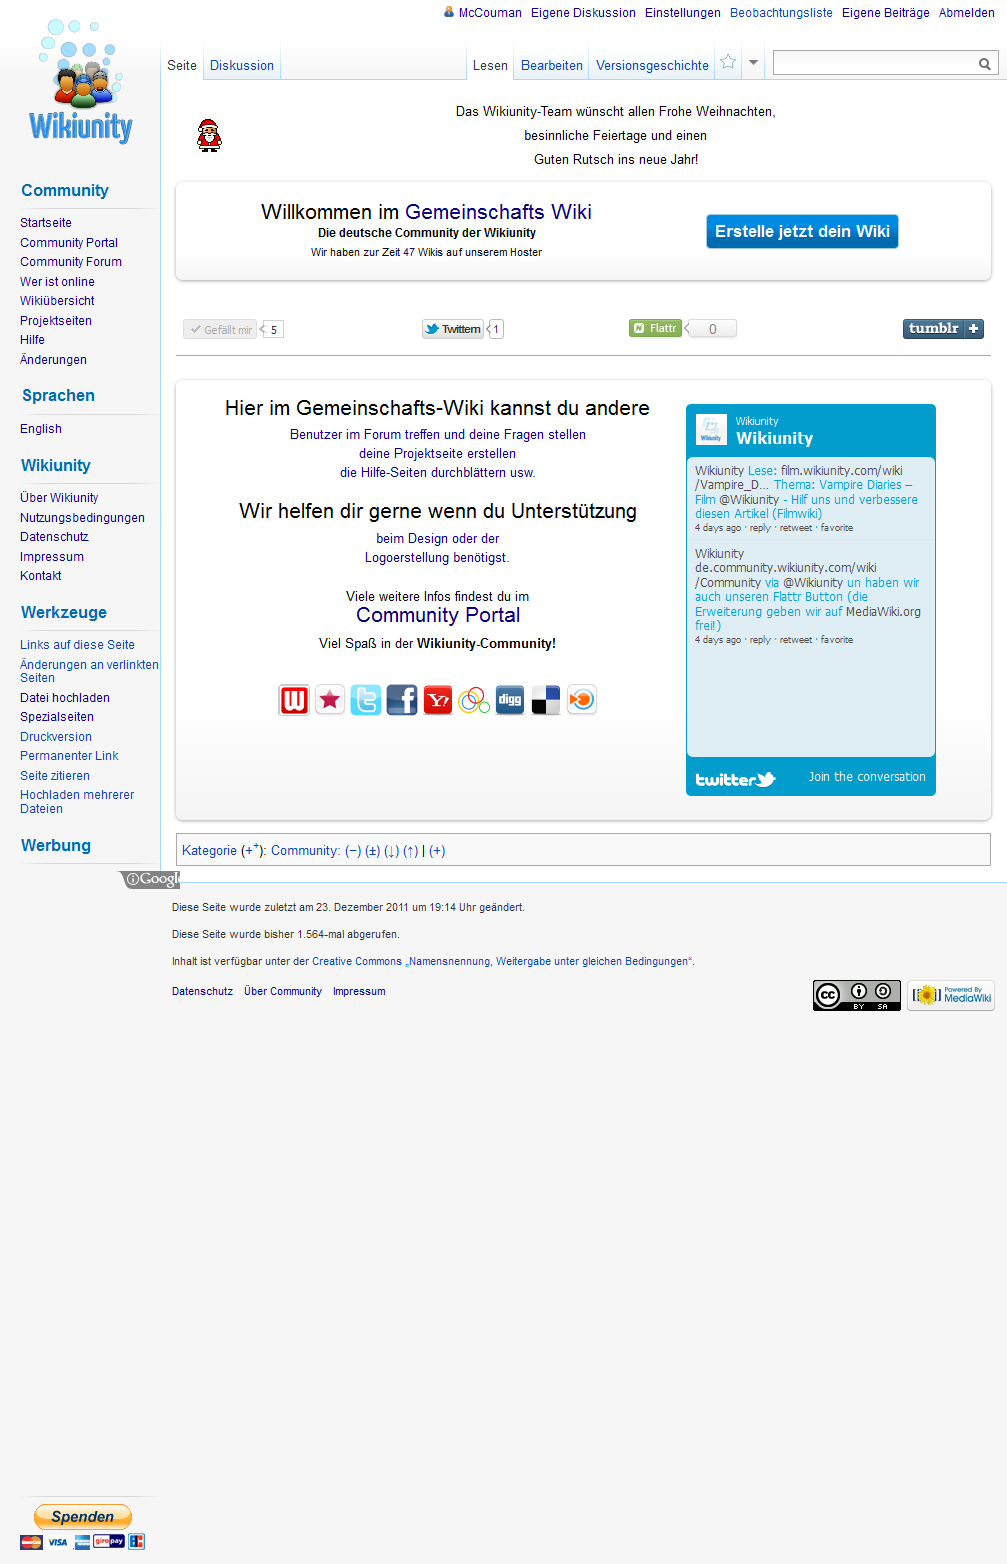 McCouman Eigene Diskussion Einstellungen Beobachtungsliste Eigene Beiträge Abmelden
Wikiunity
Seite Diskussion Lesen Bearbeiten Versionsgeschichte
Das Wikiunity-Team wünscht allen Frohe Weihnachten,
besinnliche Feiertage und einen
Guten Rutsch ins neue Jahr!
Community
Startseite
Community Portal
Community Forum
Wer ist online
Wikiübersicht
Projektseiten
Hilfe
Änderungen
Sprachen
English
Wikiunity
Über Wikiunity
Nutzungsbedingungen
Datenschutz
Impressum
Kontakt
Werkzeuge
Links auf diese Seite
Änderungen an verlinkten
Seiten
Datei hochladen
Spezialseiten
Druckversion
Permanenter Link
Seite zitieren
Hochladen mehrerer
Dateien
Werbung
Willkommen im Gemeinschafts Wiki
Die deutsche Community der Wikiunity
Wir haben zur Zeit 47 Wikis auf unserem Hoster
Erstelle jetzt dein Wiki
Gefällt mir 5
Twittern 1
Flattr 0
tumblr +
Hier im Gemeinschafts-Wiki kannst du andere
Benutzer im Forum treffen und deine Fragen stellen
deine Projektseite erstellen
die Hilfe-Seiten durchblättern usw.
Wir helfen dir gerne wenn du Unterstützung
beim Design oder der
Logoerstellung benötigst.
Viele weitere Infos findest du im
Community Portal
Viel Spaß in der Wikiunity-Community!
W t f Y! digg
Wikiunity
Wikiunity
Wikiunity
Wikiunity Lese: film.wikiunity.com/wiki
/Vampire_D... Thema: Vampire Diaries –
Film @Wikiunity - Hilf uns und verbessere
diesen Artikel (Filmwiki)
4 days ago · reply · retweet · favorite
Wikiunity
de.community.wikiunity.com/wiki
/Community via @Wikiunity un haben wir
auch unseren Flattr Button (die
Erweiterung geben wir auf MediaWiki.org
frei!)
4 days ago · reply · retweet · favorite
twitter Join the conversation
Kategorie (+⁺): Community: (−) (±) (↓) (↑) | (+)
Google
Diese Seite wurde zuletzt am 23. Dezember 2011 um 19:14 Uhr geändert.
Diese Seite wurde bisher 1.564-mal abgerufen.
Inhalt ist verfügbar unter der Creative Commons „Namensnennung, Weitergabe unter gleichen Bedingungen“.
Datenschutz Über Community Impressum
cc BY SA
Powered By
MediaWiki
Spenden
MasterCard VISA giropay